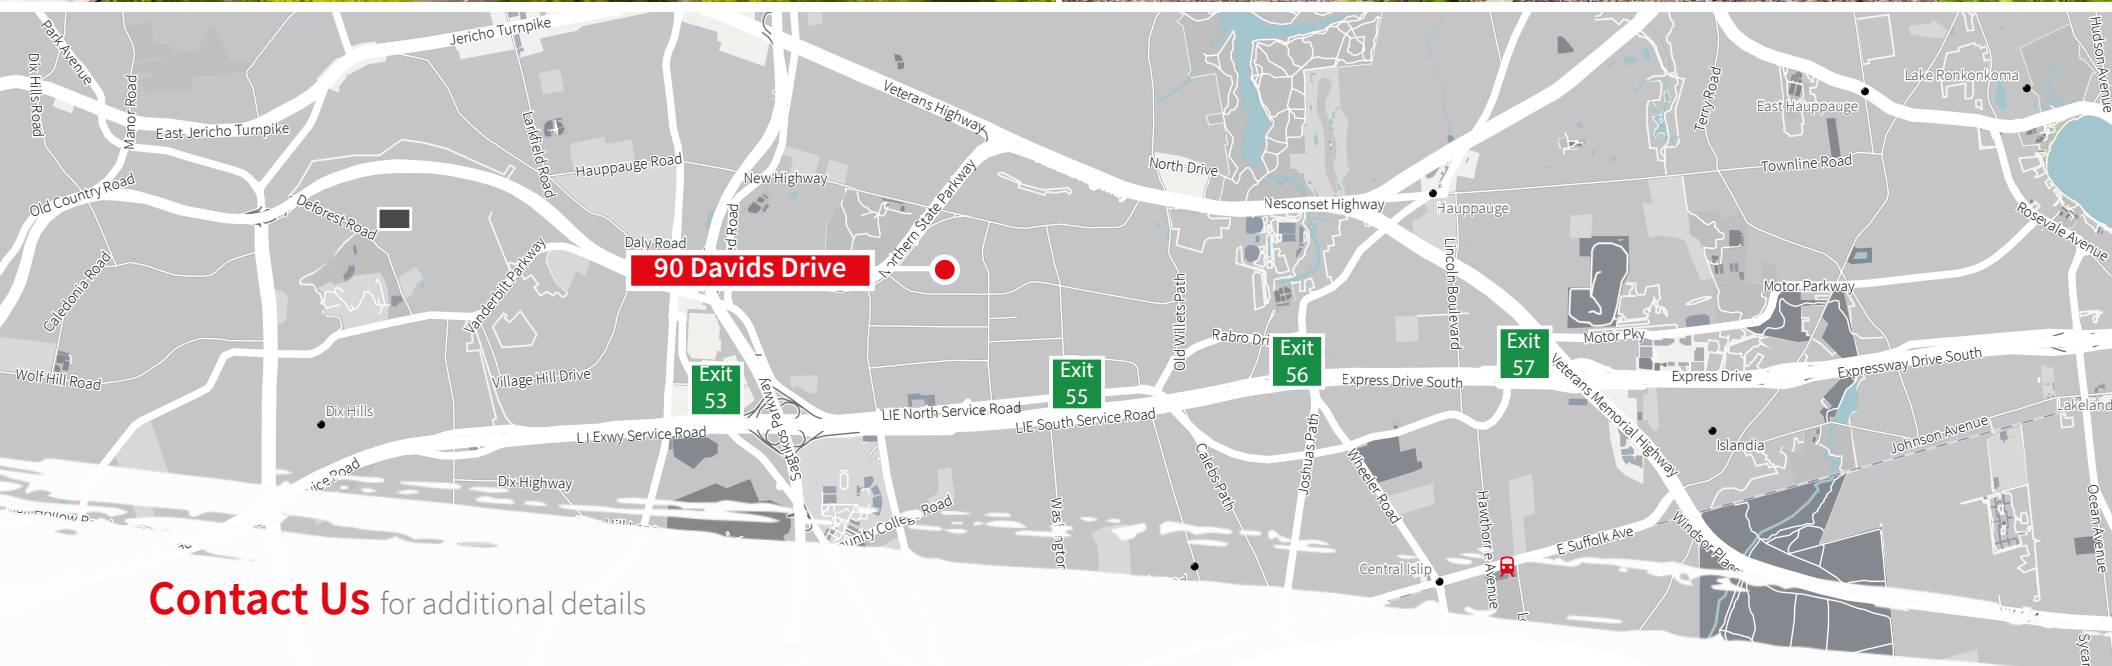 Park Avenue
Dix Hills Road
Manor Road
Jericho Turnpike
East Jericho Turnpike
Larkfield Road
Hauppauge Road
Veterans Highway
New Highway
North Drive
Nesconset Highway
Hauppauge
Terry Road
East Hauppauge
Lake Ronkonkoma
Hudson Avenue
Townline Road
Old Country Road
Deforest Road
Northern State Parkway
Daly Road
90 Davids Drive
Caledonia Road
Vanderbilt Parkway
Old Willets Path
Lincoln Boulevard
Motor Parkway
Rosevale Avenue
Rabro
Motor Pky
Exit
53
Exit
55
Exit
56
Exit
57
Wolf Hill Road
Village Hill Drive
Dix Hills
L I Exwy Service Road
Sagtikos Parkway
LIE North Service Road
LIE South Service Road
Express Drive South
Express Drive
Expressway Drive South
Veterans Memorial Highway
Islandia
Johnson Avenue
Lakeland
Dix Highway
Calebs Path
Joshuas Path
Wheeler Road
Hawthorne Avenue
E Suffolk Ave
Windsor Place
Ocean Avenue
Central Islip
College Road
Contact Us for additional details